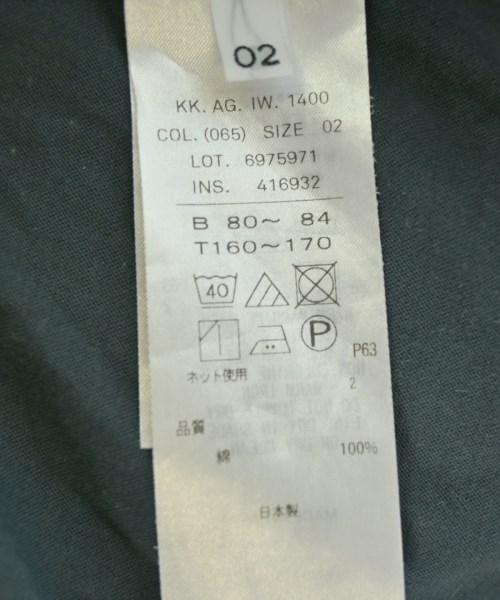 02
KK. AG. IW. 1400
COL. (065) SIZE 02
LOT. 6975971
INS. 416932
B 80〜 84
T160〜170
40
P
P63
ネット使用
2
品質
綿 100%
日本製